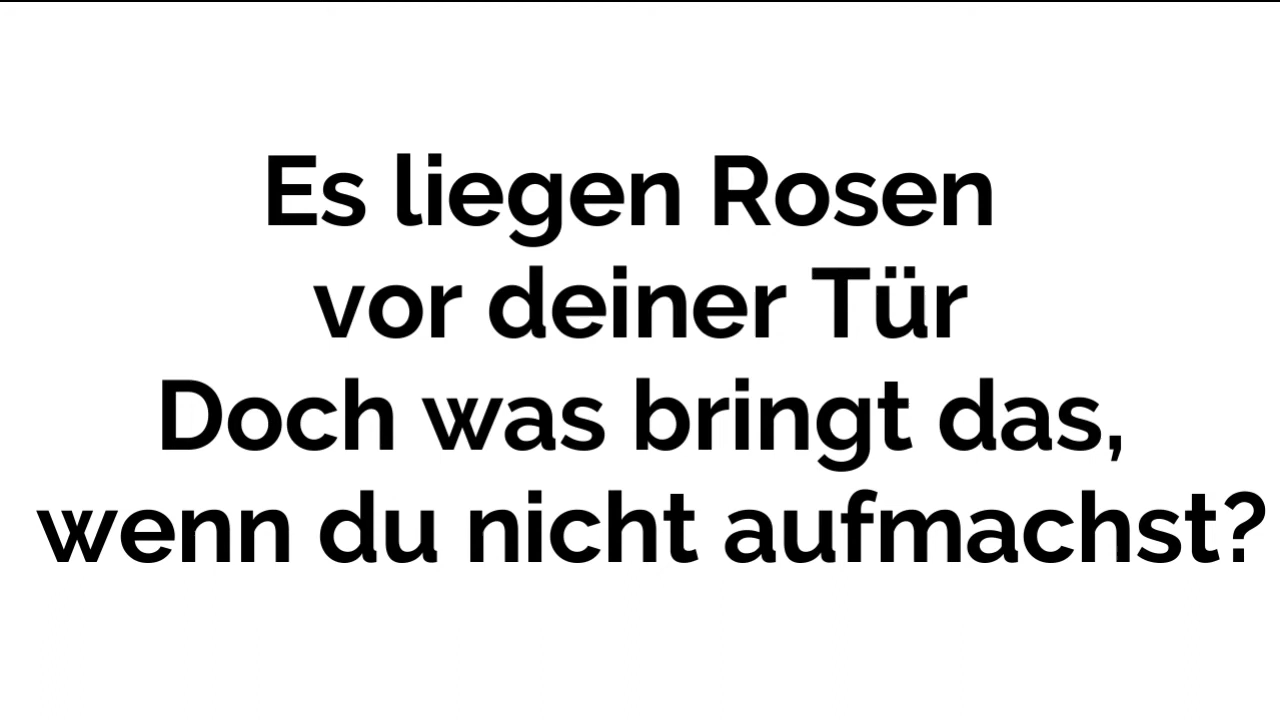 Es liegen Rosen
vor deiner Tür
Doch was bringt das,
wenn du nicht aufmachst?